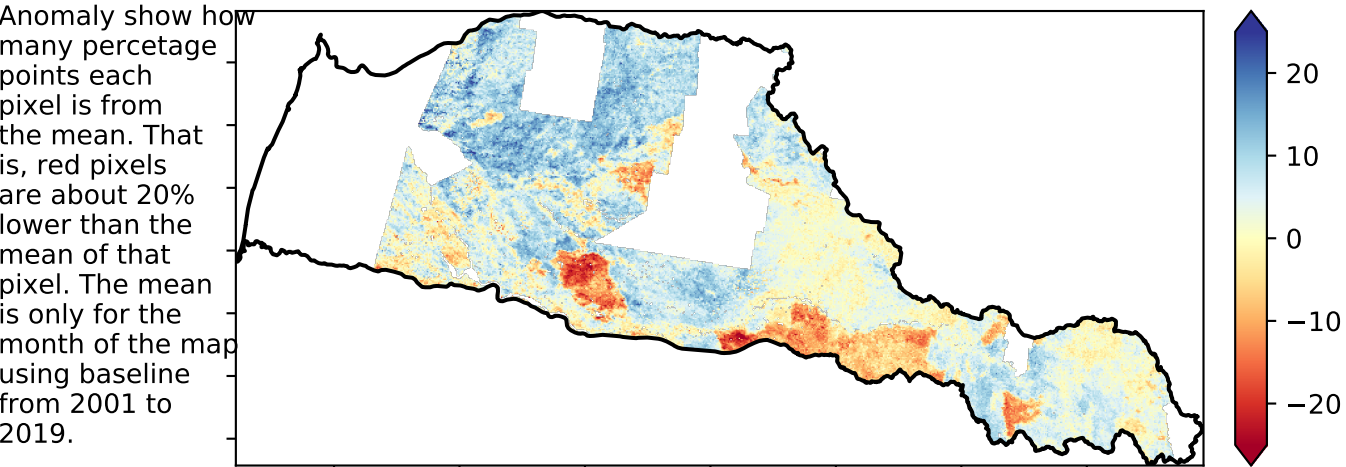 Anomaly show how
many percetage
points each
pixel is from
the mean. That
is, red pixels
are about 20%
lower than the
mean of that
pixel. The mean
is only for the
month of the map
using baseline
from 2001 to
2019.
20
10
0
−10
−20